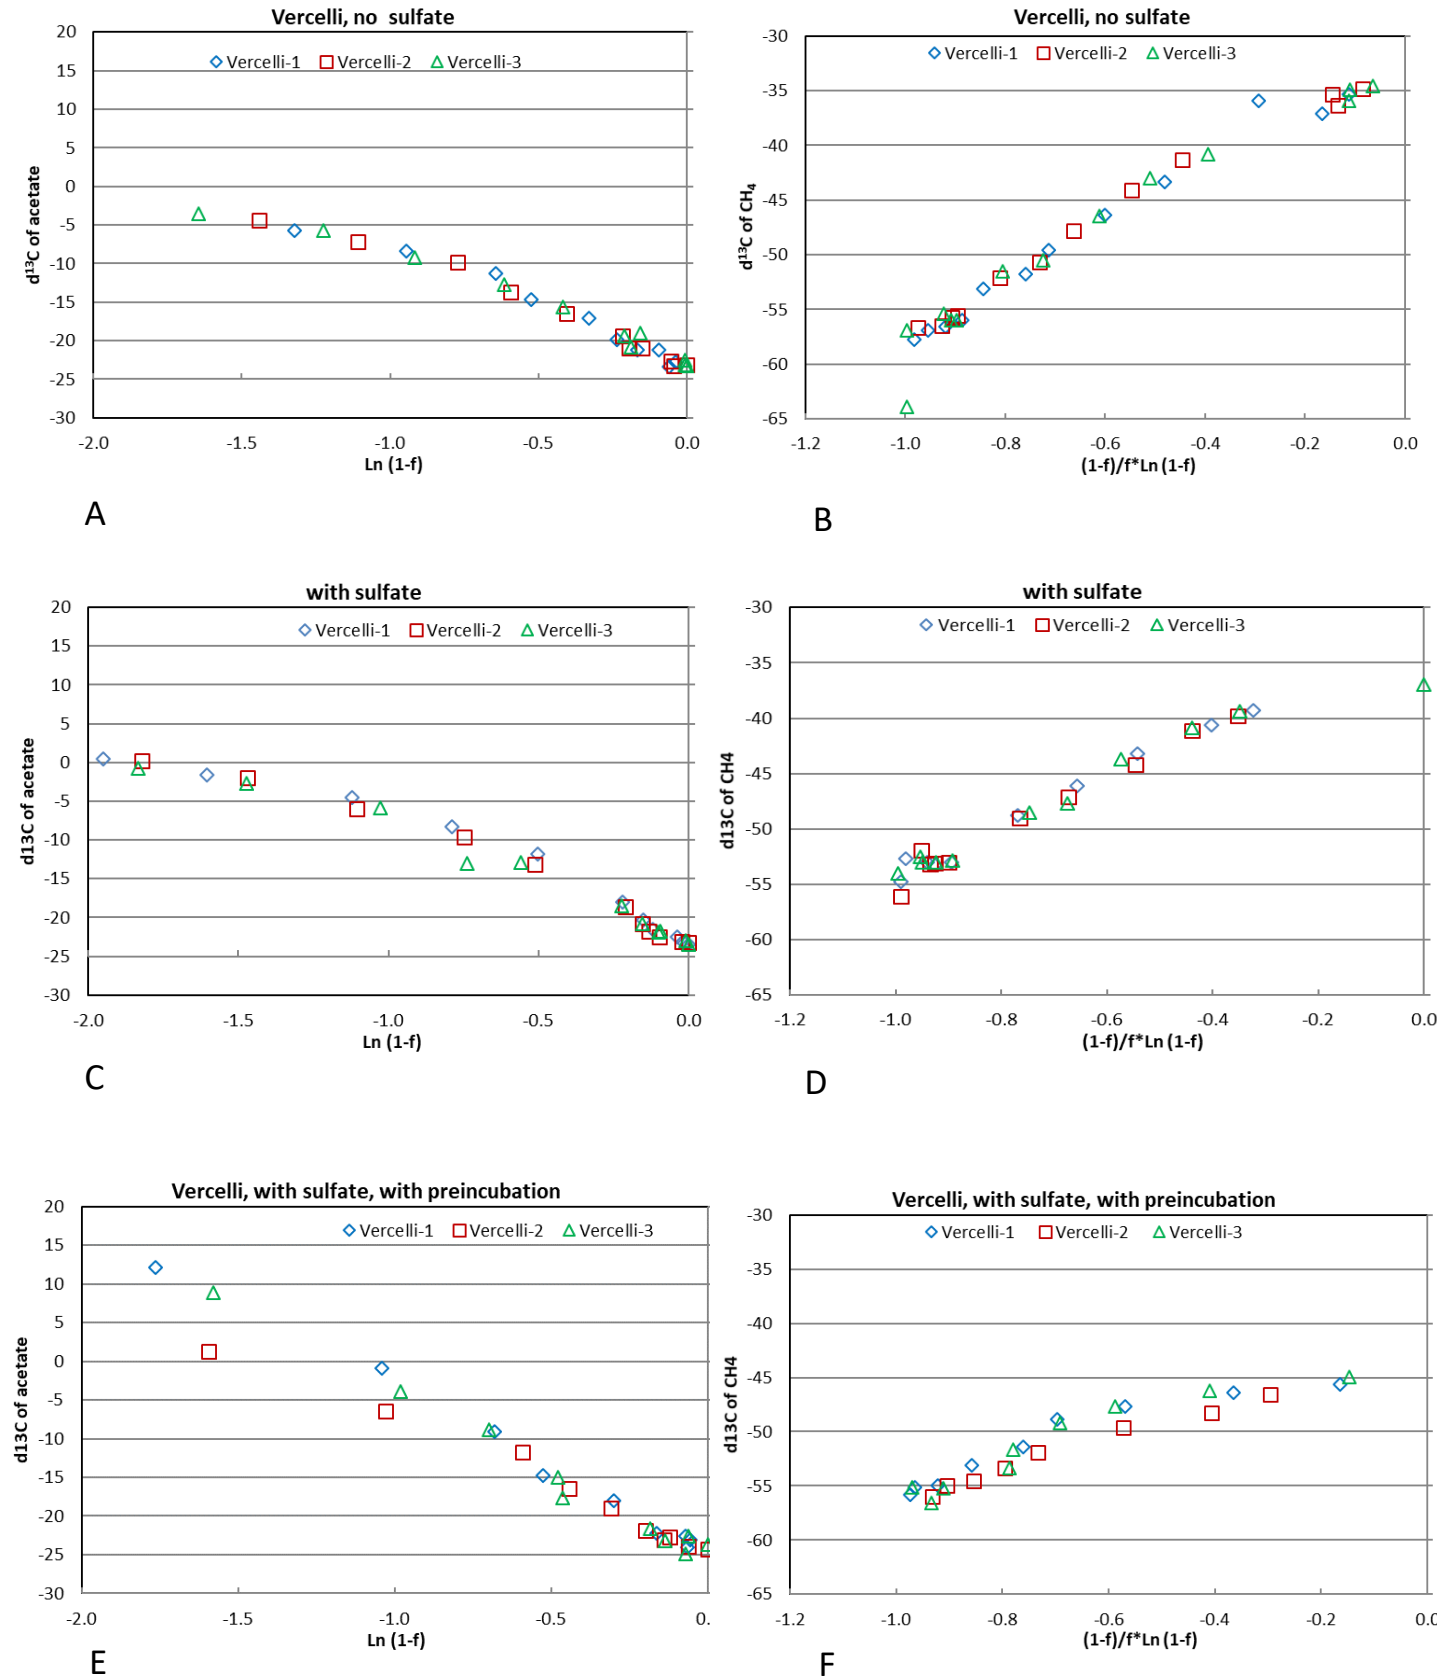 Vercelli, no sulfate
Vercelli-1 Vercelli-2 Vercelli-3
20
15
10
5
0
-5
-10
-15
-20
-25
-30
d¹³C of acetate
-2.0 -1.5 -1.0 -0.5 0.0
Ln (1-f)
A
Vercelli, no sulfate
Vercelli-1 Vercelli-2 Vercelli-3
-30
-35
-40
-45
-50
-55
-60
-65
d¹³C of CH₄
-1.2 -1.0 -0.8 -0.6 -0.4 -0.2 0.0
(1-f)/f*Ln (1-f)
B
with sulfate
Vercelli-1 Vercelli-2 Vercelli-3
20
15
10
5
0
-5
-10
-15
-20
-25
-30
d13C of acetate
-2.0 -1.5 -1.0 -0.5 0.0
Ln (1-f)
C
with sulfate
Vercelli-1 Vercelli-2 Vercelli-3
-30
-35
-40
-45
-50
-55
-60
-65
d13C of CH4
-1.2 -1.0 -0.8 -0.6 -0.4 -0.2 0.0
(1-f)/f*Ln (1-f)
D
Vercelli, with sulfate, with preincubation
Vercelli-1 Vercelli-2 Vercelli-3
20
15
10
5
0
-5
-10
-15
-20
-25
-30
d13C of acetate
-2.0 -1.5 -1.0 -0.5 0.
Ln (1-f)
E
Vercelli, with sulfate, with preincubation
Vercelli-1 Vercelli-2 Vercelli-3
-30
-35
-40
-45
-50
-55
-60
-65
d13C of CH4
-1.2 -1.0 -0.8 -0.6 -0.4 -0.2 0.0
(1-f)/f*Ln (1-f)
F